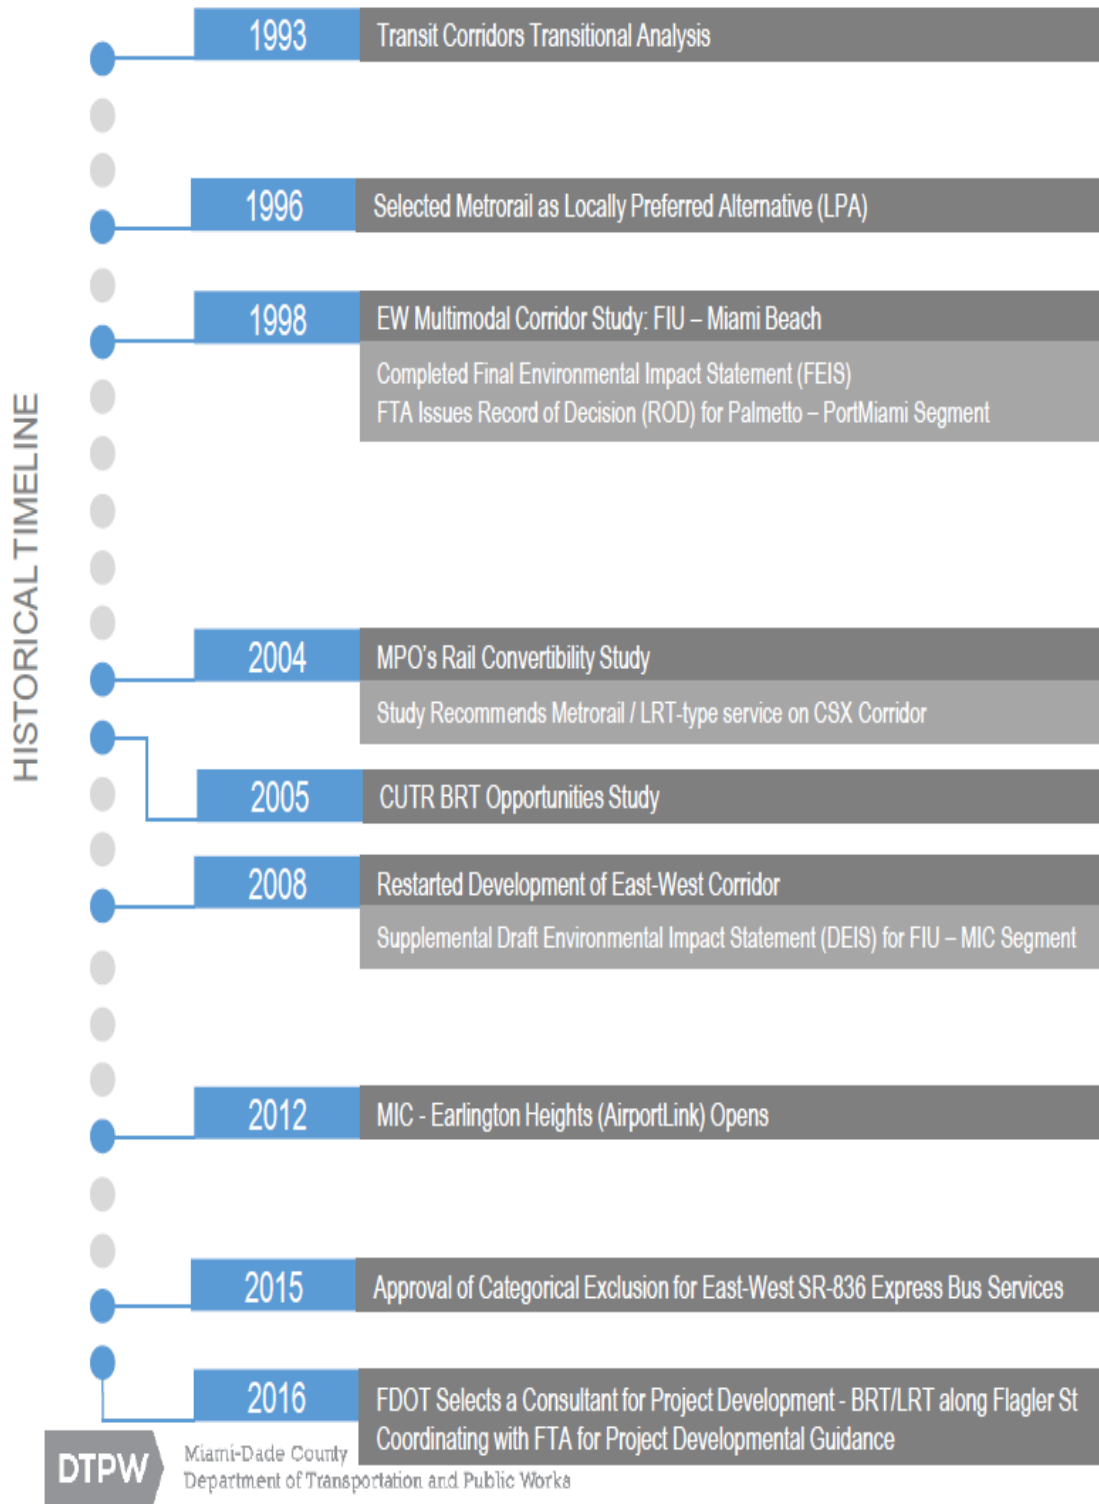 HISTORICAL TIMELINE
1993
Transit Corridors Transitional Analysis
1996
Selected Metrorail as Locally Preferred Alternative (LPA)
1998
EW Multimodal Corridor Study: FIU – Miami Beach
Completed Final Environmental Impact Statement (FEIS)
FTA Issues Record of Decision (ROD) for Palmetto – PortMiami Segment
2004
MPO's Rail Convertibility Study
Study Recommends Metrorail / LRT-type service on CSX Corridor
2005
CUTR BRT Opportunities Study
2008
Restarted Development of East-West Corridor
Supplemental Draft Environmental Impact Statement (DEIS) for FIU – MIC Segment
2012
MIC - Earlington Heights (AirportLink) Opens
2015
Approval of Categorical Exclusion for East-West SR-836 Express Bus Services
2016
FDOT Selects a Consultant for Project Development - BRT/LRT along Flagler St
Coordinating with FTA for Project Developmental Guidance
DTPW
Miami-Dade County
Department of Transportation and Public Works